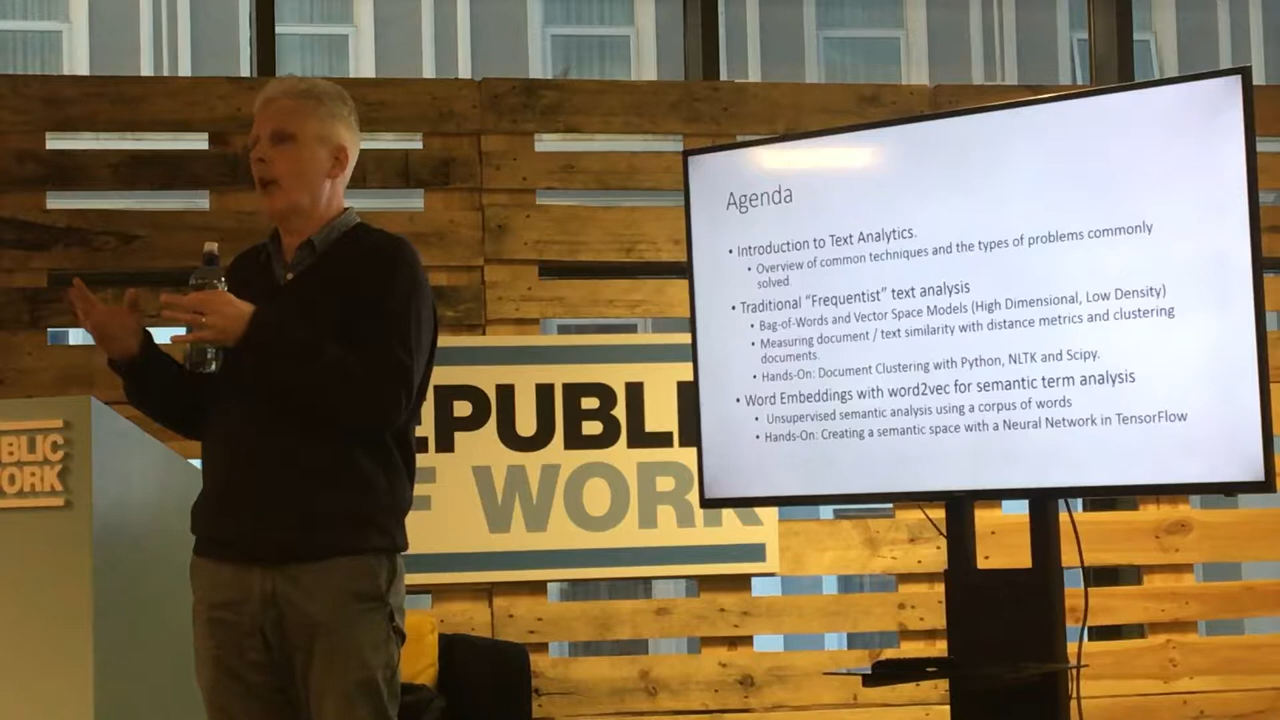 Agenda
• Introduction to Text Analytics.
• Overview of common techniques and the types of problems commonly
solved.
• Traditional “Frequentist” text analysis
• Bag-of-Words and Vector Space Models (High Dimensional, Low Density)
• Measuring document / text similarity with distance metrics and clustering
documents.
• Hands-On: Document Clustering with Python, NLTK and Scipy.
• Word Embeddings with word2vec for semantic term analysis
• Unsupervised semantic analysis using a corpus of words
• Hands-On: Creating a semantic space with a Neural Network in TensorFlow
EPUBLI
F WORK
BLIC
ORK